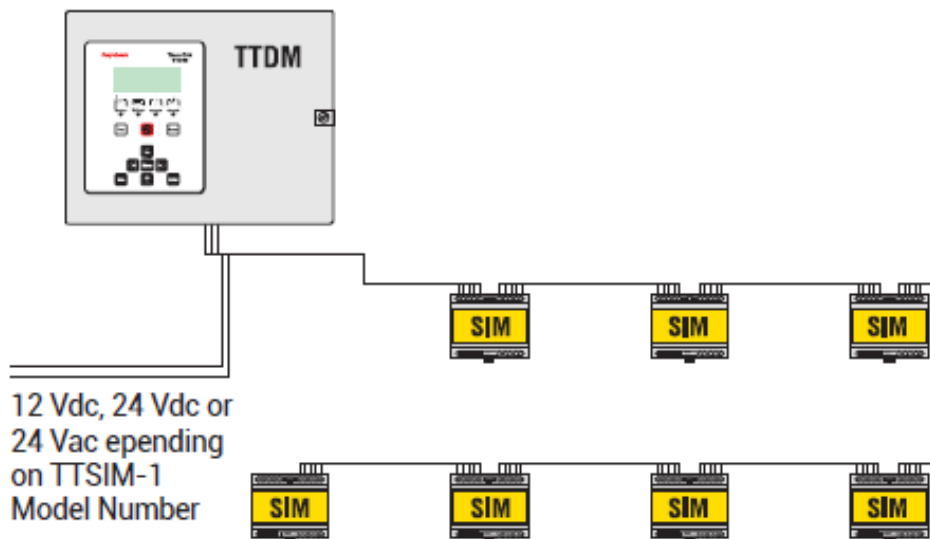 TTDM
SIM SIM SIM
12 Vdc, 24 Vdc or
24 Vac epending
on TTSIM-1
Model Number
SIM SIM SIM SIM